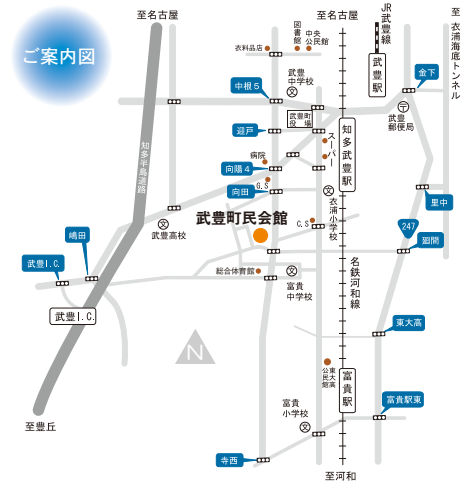 ご案内図
至名古屋
至名古屋
JR武豊線
至衣浦海底トンネル
図書館
中央公民館
衣料品店
武豊駅
金下
武豊中学校
中根5
武豊町役場
武豊郵便局
迎戸
スーパー
知多武豊駅
病院
向陽4
G.S
向田
知多半島道路
里中
衣浦小学校
武豊町民会館
C.S
247
武豊高校
嶋田
廻間
武豊I.C.
総合体育館
富貴中学校
名鉄河和線
武豊I.C.
東大高
N
東大高公民館
富貴駅
富貴駅東
富貴小学校
至豊丘
寺西
至河和